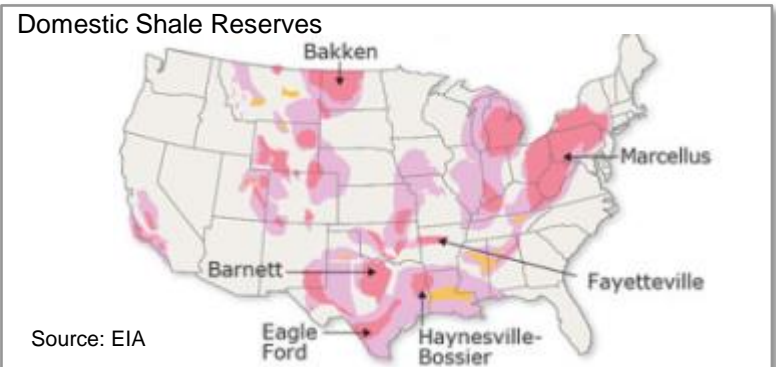 Domestic Shale Reserves
Bakken
Marcellus
Barnett
Fayetteville
Source: EIA
Eagle
Ford
Haynesville-
Bossier